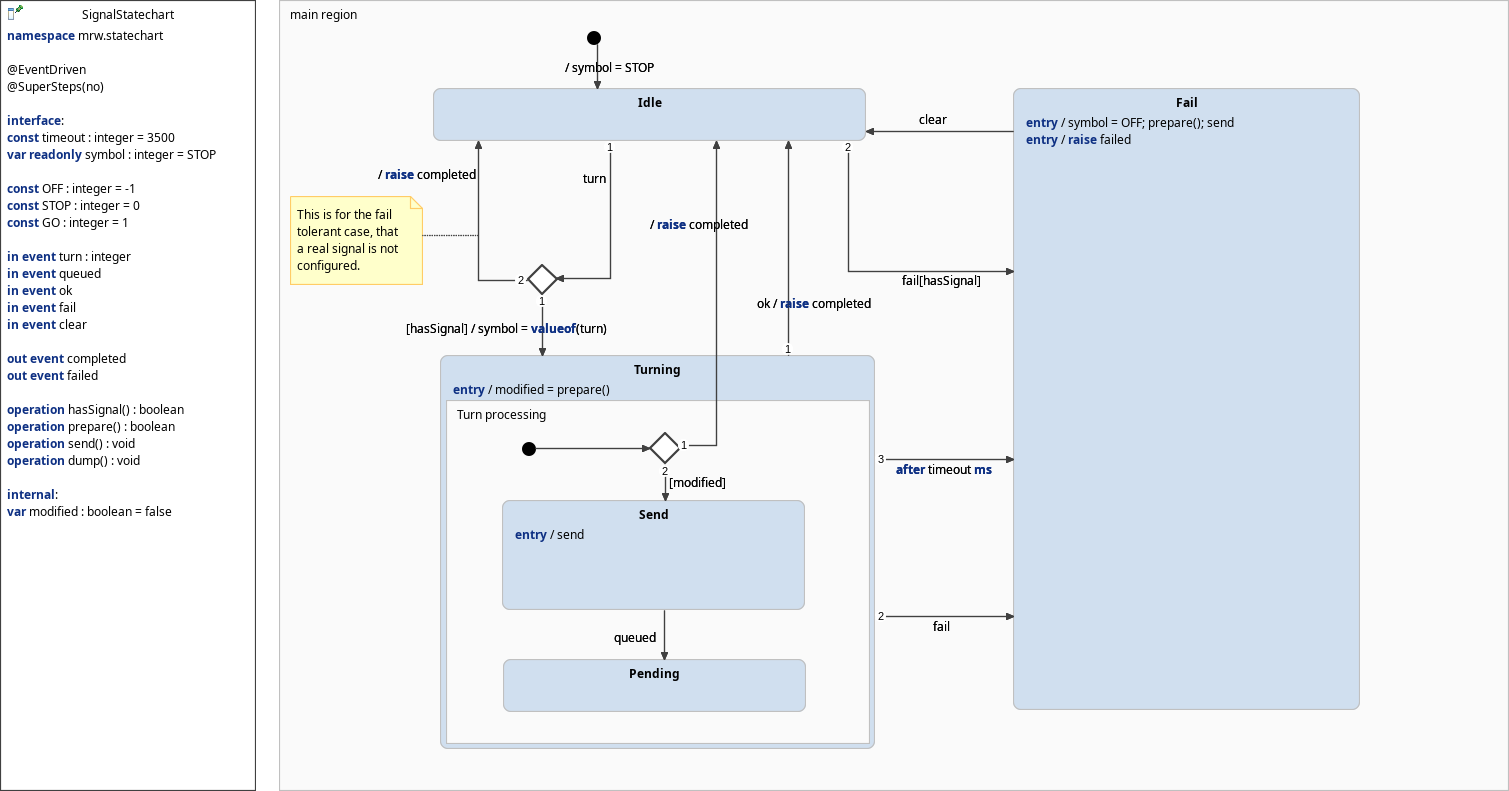 SignalStatechart
namespace mrw.statechart
@EventDriven
@SuperSteps(no)
interface:
const timeout : integer = 3500
var readonly symbol : integer = STOP
const OFF : integer = -1
const STOP : integer = 0
const GO : integer = 1
in event turn : integer
in event queued
in event ok
in event fail
in event clear
out event completed
out event failed
operation hasSignal() : boolean
operation prepare() : boolean
operation send() : void
operation dump() : void
internal:
var modified : boolean = false
main region
/ symbol = STOP
Idle
1
2
turn
/ raise completed
This is for the fail
tolerant case, that
a real signal is not
configured.
2
1
[hasSignal] / symbol = valueof(turn)
/ raise completed
ok / raise completed
1
clear
fail[hasSignal]
Fail
entry / symbol = OFF; prepare(); send
entry / raise failed
Turning
entry / modified = prepare()
Turn processing
1
2
[modified]
Send
entry / send
queued
Pending
3
after timeout ms
2
fail